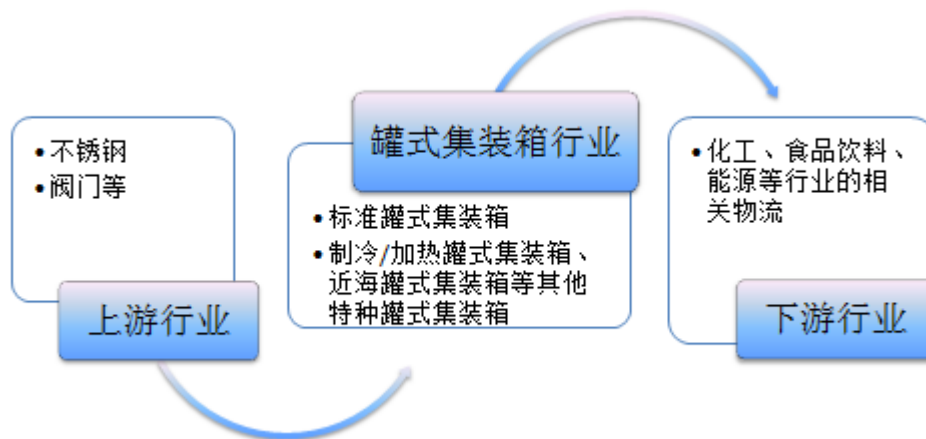 • 不锈钢
• 阀门等
上游行业
罐式集装箱行业
• 标准罐式集装箱
• 制冷/加热罐式集装箱、
近海罐式集装箱等其他
特种罐式集装箱
• 化工、食品饮料、
能源等行业的相
关物流
下游行业